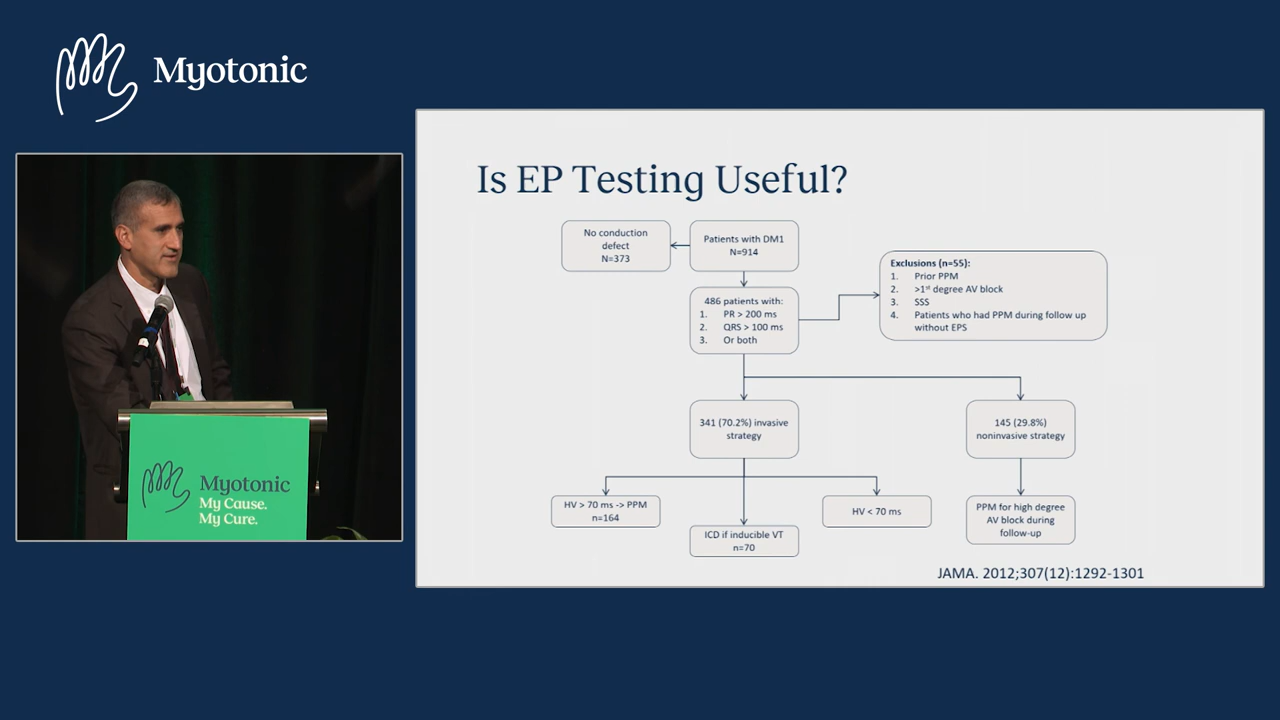 Myotonic
Is EP Testing Useful?
No conduction
defect
N=373
Patients with DM1
N=914
486 patients with:
1. PR > 200 ms
2. QRS > 100 ms
3. Or both
Exclusions (n=55):
1. Prior PPM
2. >1st degree AV block
3. SSS
4. Patients who had PPM during follow up
without EPS
341 (70.2%) invasive
strategy
145 (29.8%)
noninvasive strategy
HV > 70 ms -> PPM
n=164
ICD if inducible VT
n=70
HV < 70 ms
PPM for high degree
AV block during
follow-up
JAMA. 2012;307(12):1292-1301
Myotonic
My Cause.
My Cure.